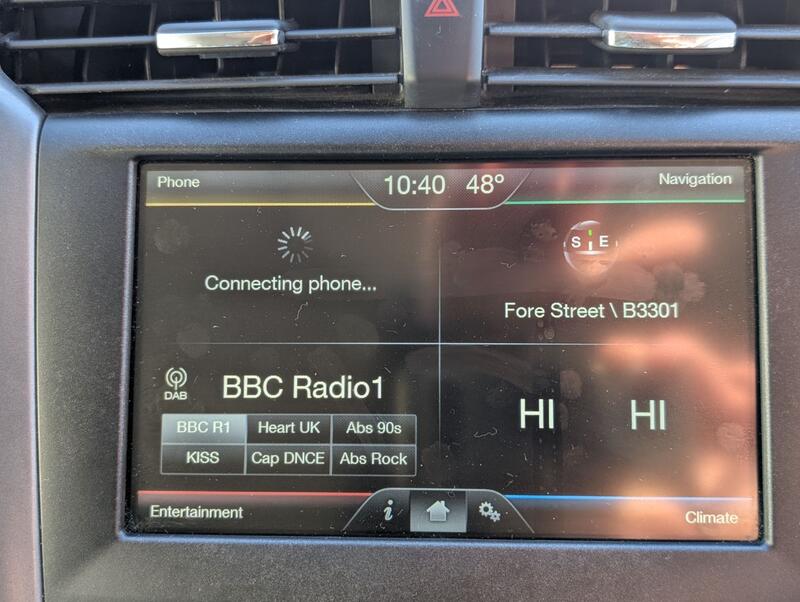 Phone 10:40 48° Navigation
Connecting phone...
S E
Fore Street \ B3301
DAB
BBC Radio1
BBC R1 Heart UK Abs 90s
KISS Cap DNCE Abs Rock
HI HI
Entertainment i Climate